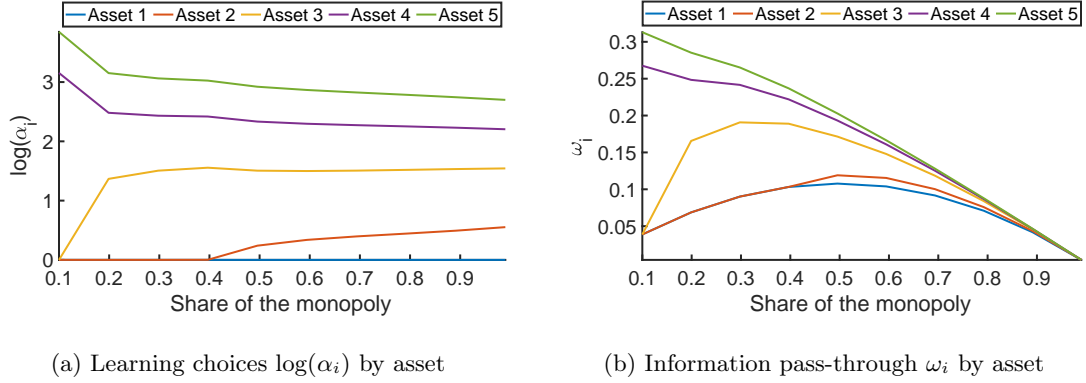 Asset 1 Asset 2 Asset 3 Asset 4 Asset 5
log(αi)
3
2
1
0
0.1 0.2 0.3 0.4 0.5 0.6 0.7 0.8 0.9
Share of the monopoly
(a) Learning choices log(αi) by asset
Asset 1 Asset 2 Asset 3 Asset 4 Asset 5
ωi
0.3
0.25
0.2
0.15
0.1
0.05
0.1 0.2 0.3 0.4 0.5 0.6 0.7 0.8 0.9
Share of the monopoly
(b) Information pass-through ωi by asset